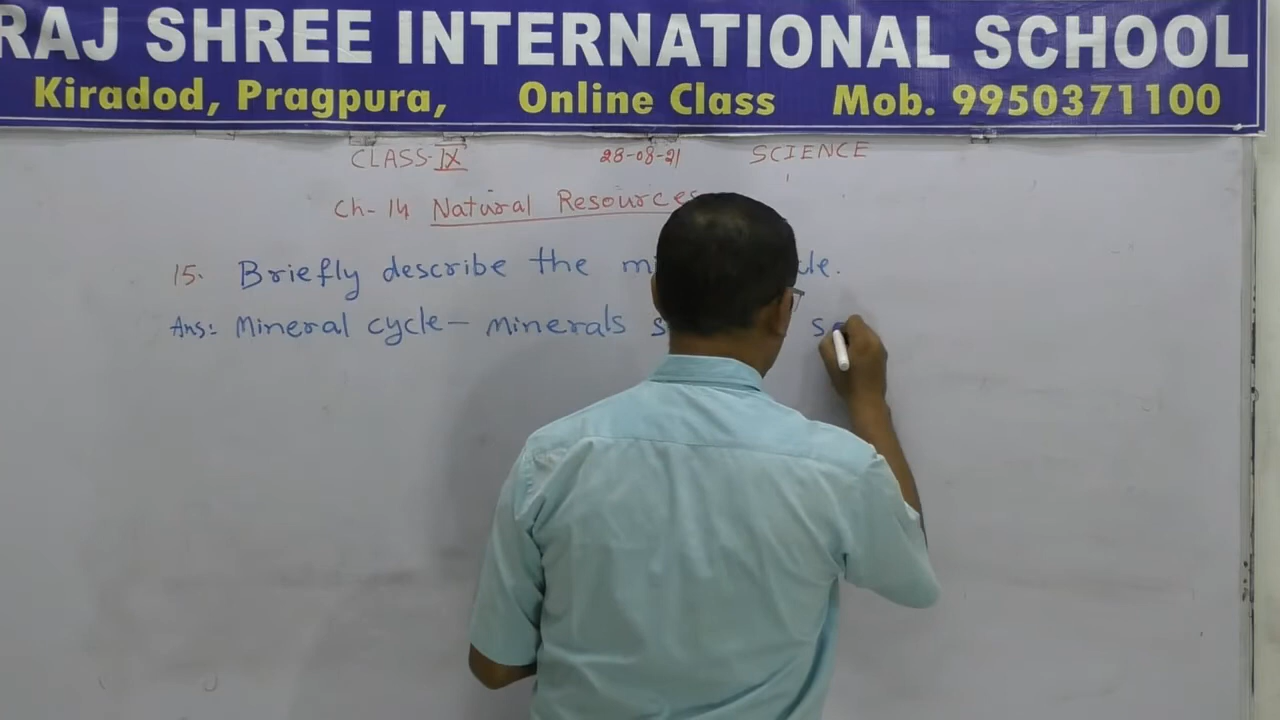 RAJ SHREE INTERNATIONAL SCHOOL
Kiradod, Pragpura, Online Class Mob. 9950371100
CLASS-IX 28-08-21 SCIENCE
Ch-14 Natural Resources
15. Briefly describe the
Ans:- Mineral cycle- minerals